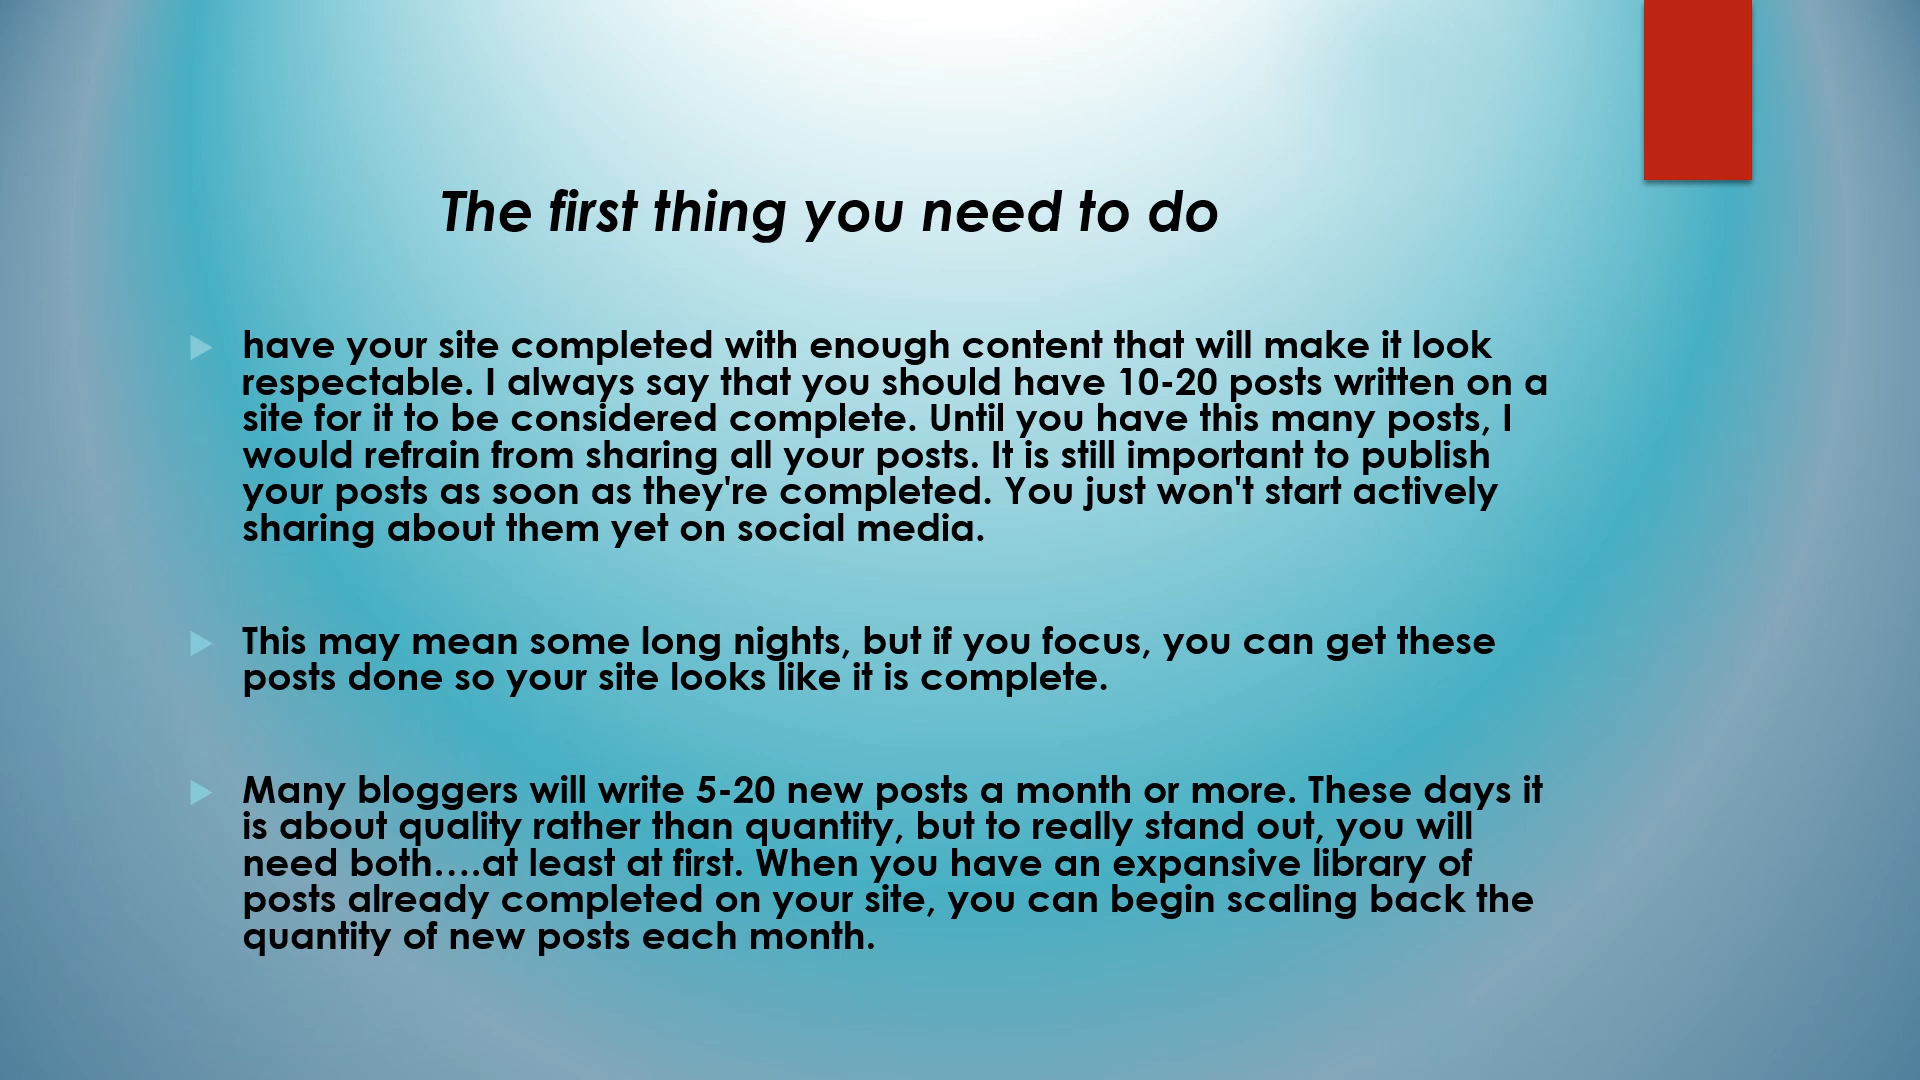 The first thing you need to do
have your site completed with enough content that will make it look
respectable. I always say that you should have 10-20 posts written on a
site for it to be considered complete. Until you have this many posts, I
would refrain from sharing all your posts. It is still important to publish
your posts as soon as they're completed. You just won't start actively
sharing about them yet on social media.
This may mean some long nights, but if you focus, you can get these
posts done so your site looks like it is complete.
Many bloggers will write 5-20 new posts a month or more. These days it
is about quality rather than quantity, but to really stand out, you will
need both....at least at first. When you have an expansive library of
posts already completed on your site, you can begin scaling back the
quantity of new posts each month.